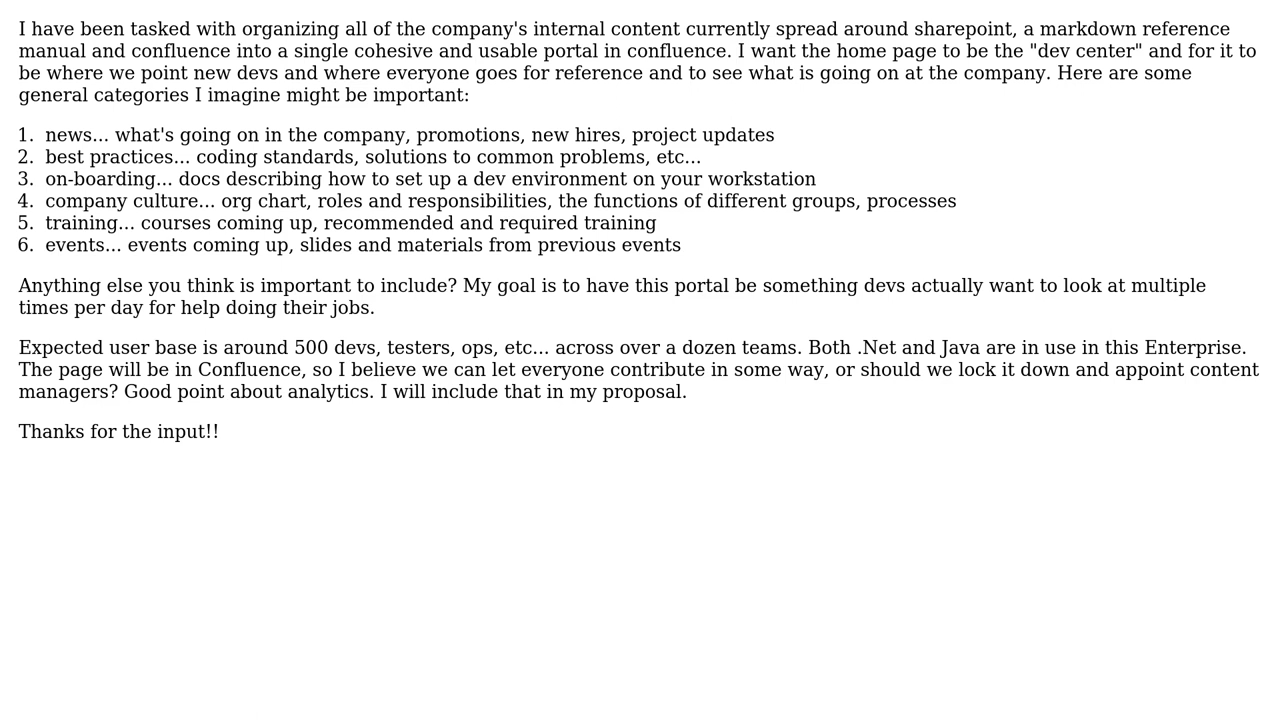 I have been tasked with organizing all of the company's internal content currently spread around sharepoint, a markdown reference
manual and confluence into a single cohesive and usable portal in confluence. I want the home page to be the "dev center" and for it to
be where we point new devs and where everyone goes for reference and to see what is going on at the company. Here are some
general categories I imagine might be important:
1. news... what's going on in the company, promotions, new hires, project updates
2. best practices... coding standards, solutions to common problems, etc...
3. on-boarding... docs describing how to set up a dev environment on your workstation
4. company culture... org chart, roles and responsibilities, the functions of different groups, processes
5. training... courses coming up, recommended and required training
6. events... events coming up, slides and materials from previous events
Anything else you think is important to include? My goal is to have this portal be something devs actually want to look at multiple
times per day for help doing their jobs.
Expected user base is around 500 devs, testers, ops, etc... across over a dozen teams. Both .Net and Java are in use in this Enterprise.
The page will be in Confluence, so I believe we can let everyone contribute in some way, or should we lock it down and appoint content
managers? Good point about analytics. I will include that in my proposal.
Thanks for the input!!